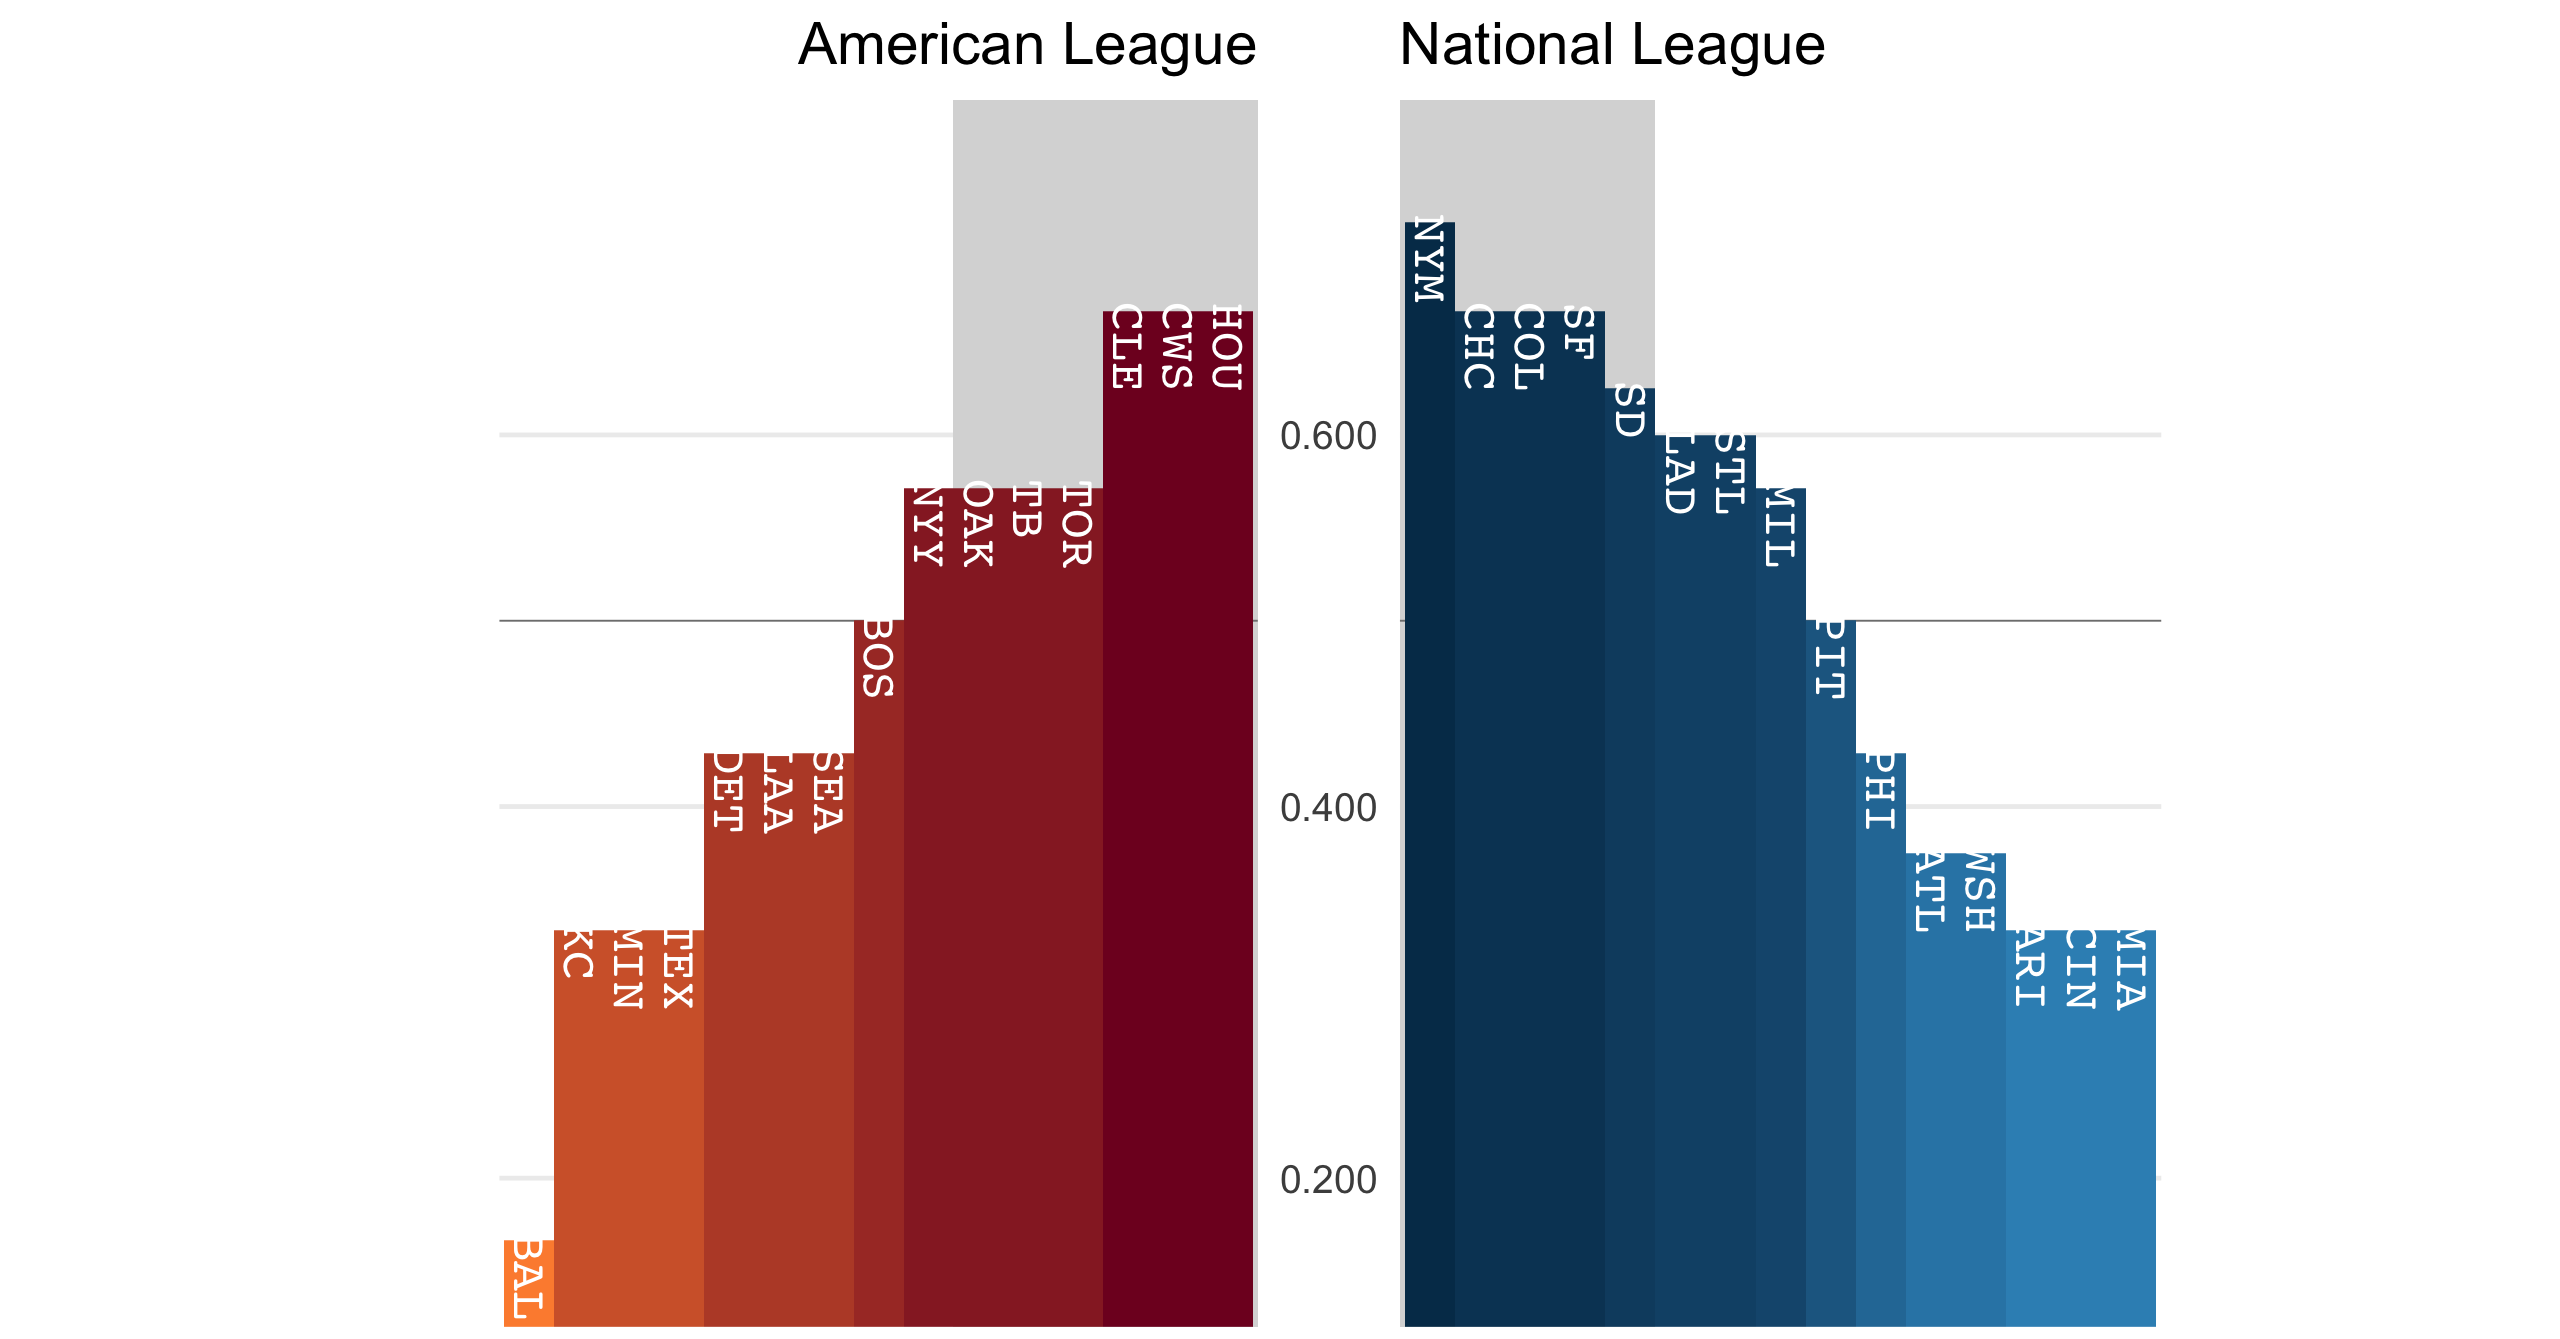 American League
National League
NYM
CLE
CWS
HOU
CHC
COL
SF
SD
0.600
LAD
STL
NYY
OAK
TB
TOR
MIL
BOS
PIT
DET
LAA
SEA
PHI
0.400
ATL
WSH
KC
MIN
TEX
ARI
CIN
MIA
0.200
BAL